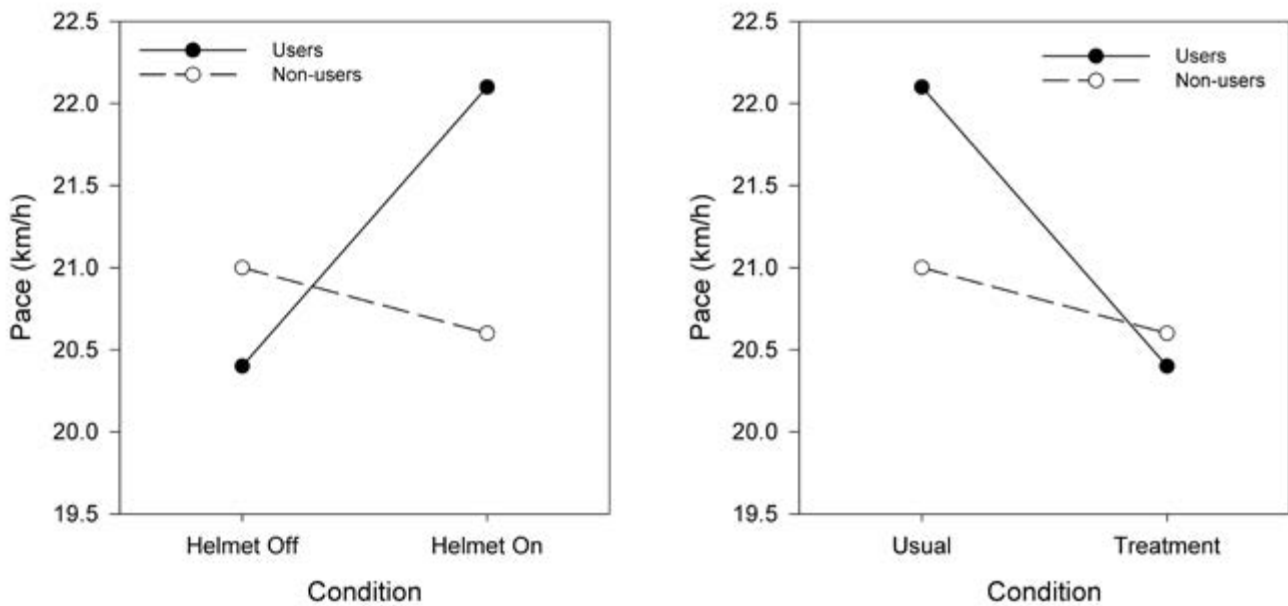 22.5
22.0
21.5
21.0
20.5
20.0
19.5
Pace (km/h)
Users
Non-users
Helmet Off Helmet On
Condition
22.5
22.0
21.5
21.0
20.5
20.0
19.5
Pace (km/h)
Users
Non-users
Usual Treatment
Condition